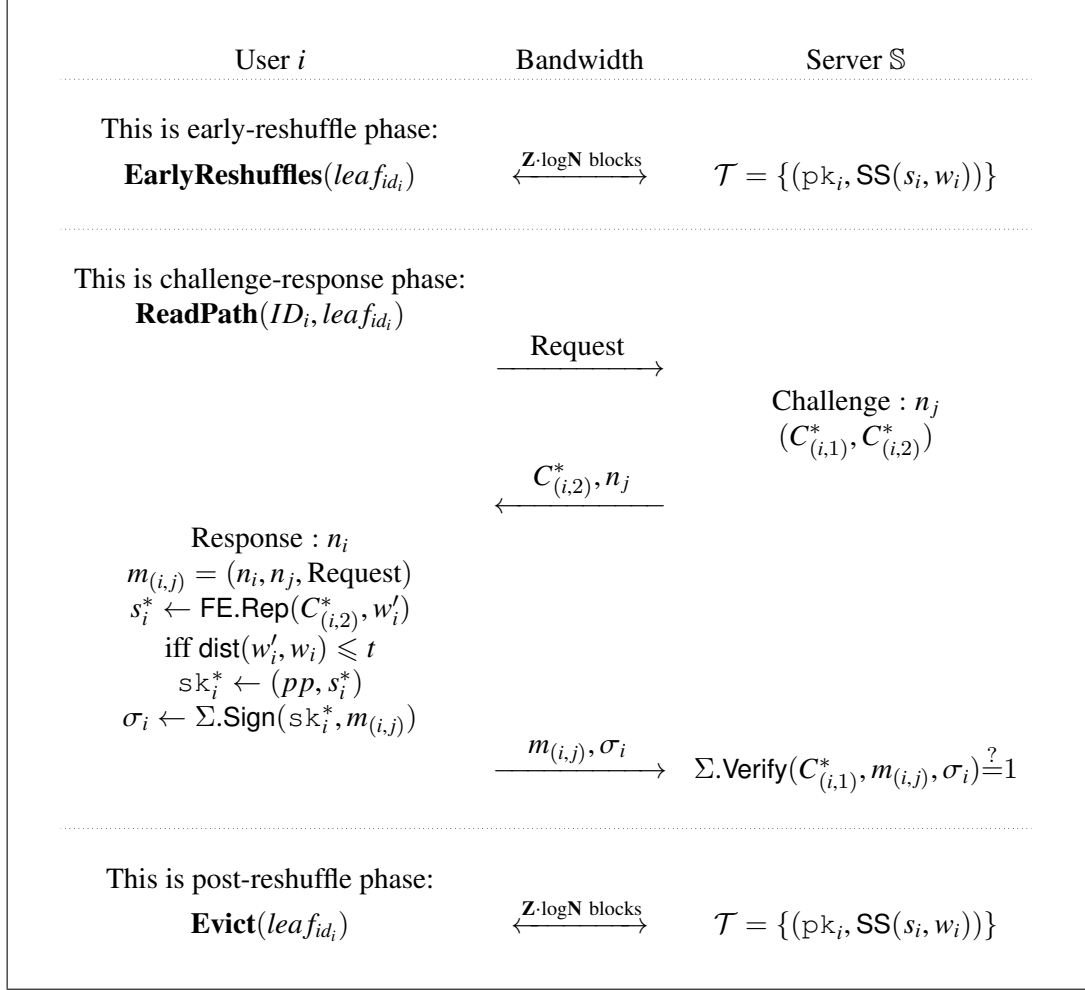 User i Bandwidth Server 𝕊
This is early-reshuffle phase:
EarlyReshuffles(leaf_{id_i}) Z·logN blocks 𝒯 = {(pk_i, SS(s_i, w_i))}
This is challenge-response phase:
ReadPath(ID_i, leaf_{id_i})
Request
Challenge : n_j
(C*_{(i,1)}, C*_{(i,2)})
C*_{(i,2)}, n_j
Response : n_i
m_{(i,j)} = (n_i, n_j, Request)
s*_i ← FE.Rep(C*_{(i,2)}, w′_i)
iff dist(w′_i, w_i) ⩽ t
sk*_i ← (pp, s*_i)
σ_i ← Σ.Sign(sk*_i, m_{(i,j)})
m_{(i,j)}, σ_i Σ.Verify(C*_{(i,1)}, m_{(i,j)}, σ_i) ≟ 1
This is post-reshuffle phase:
Evict(leaf_{id_i}) Z·logN blocks 𝒯 = {(pk_i, SS(s_i, w_i))}